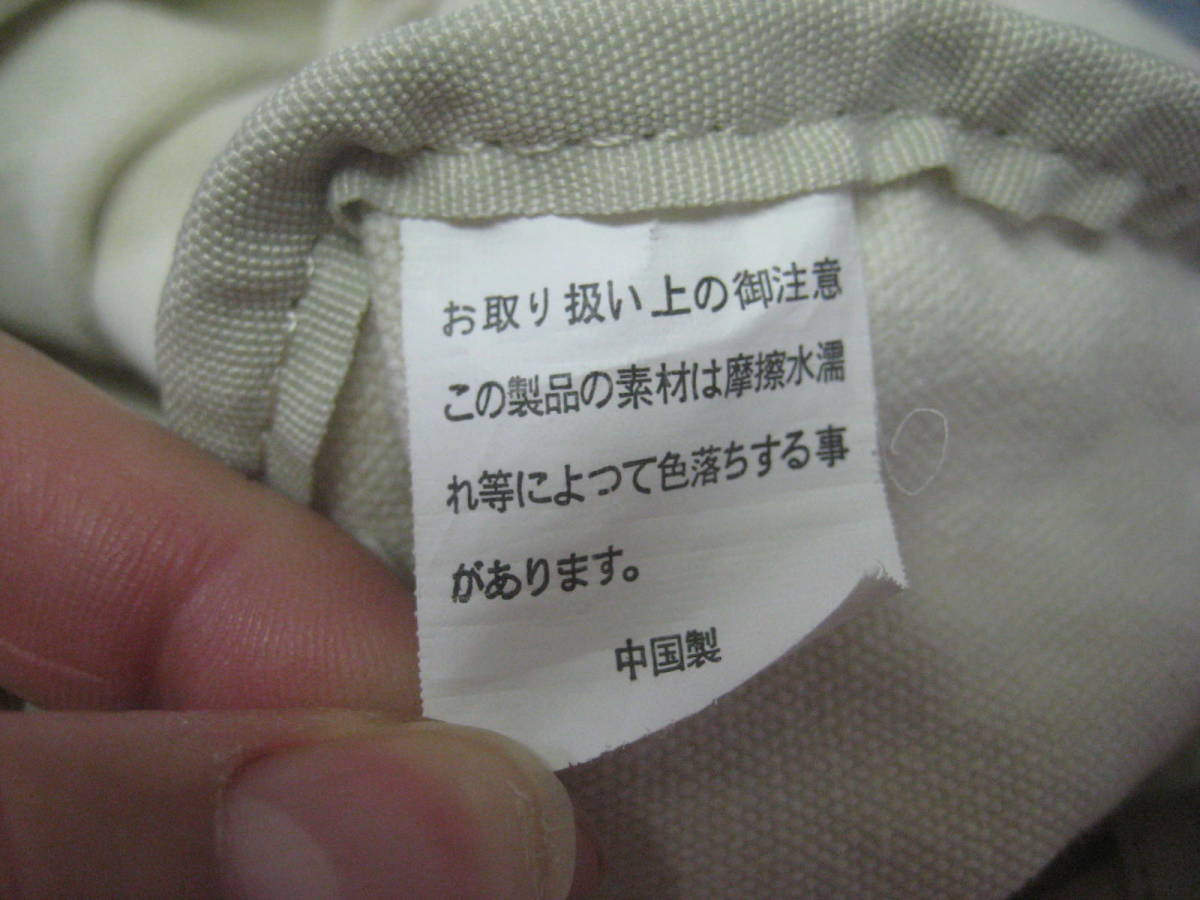 お取り扱い上の御注意
この製品の素材は摩擦水濡
れ等によつて色落ちする事
があります。
中国製